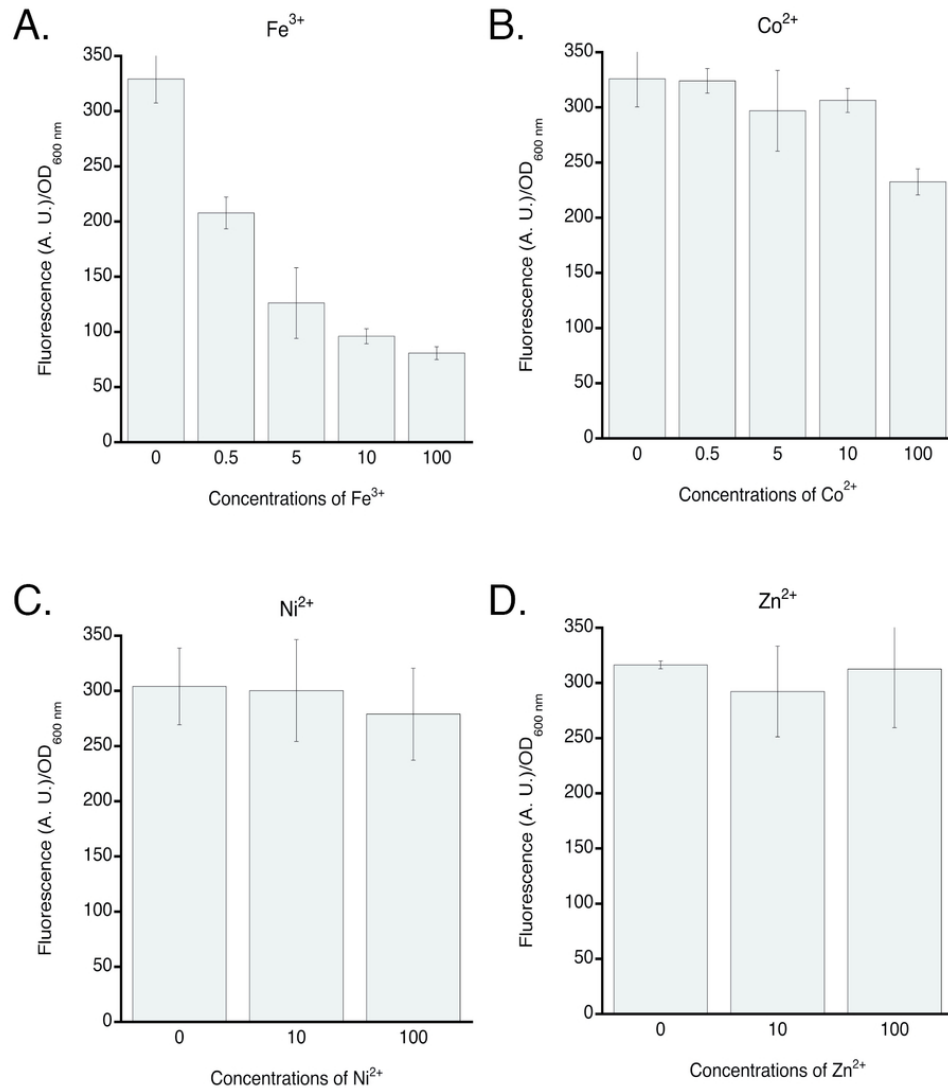 A.
Fe³⁺
350
300
250
200
150
100
50
0
Fluorescence (A. U.)/OD₆₀₀ ₙₘ
0 0.5 5 10 100
Concentrations of Fe³⁺
B.
Co²⁺
350
300
250
200
150
100
50
0
Fluorescence (A. U.)/OD₆₀₀ ₙₘ
0 0.5 5 10 100
Concentrations of Co²⁺
C.
Ni²⁺
350
300
250
200
150
100
50
0
Fluorescence (A. U.)/OD₆₀₀ ₙₘ
0 10 100
Concentrations of Ni²⁺
D.
Zn²⁺
350
300
250
200
150
100
50
0
Fluorescence (A. U.)/OD₆₀₀ ₙₘ
0 10 100
Concentrations of Zn²⁺